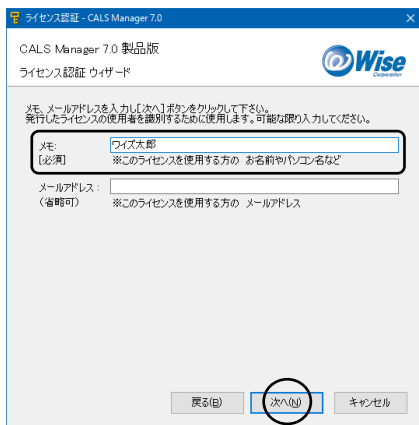 ライセンス認証 - CALS Manager 7.0
CALS Manager 7.0 製品版
ライセンス認証 ウィザード
Wise
Corporation
メモ、メールアドレスを入力し[次へ]ボタンをクリックして下さい。
発行したライセンスの使用者を識別するために使用します。可能な限り入力してください。
メモ: ワイズ太郎
[必須] ※このライセンスを使用する方の お名前やパソコン名など
メールアドレス:
(省略可) ※このライセンスを使用する方の メールアドレス
戻る(B) 次へ(N) キャンセル